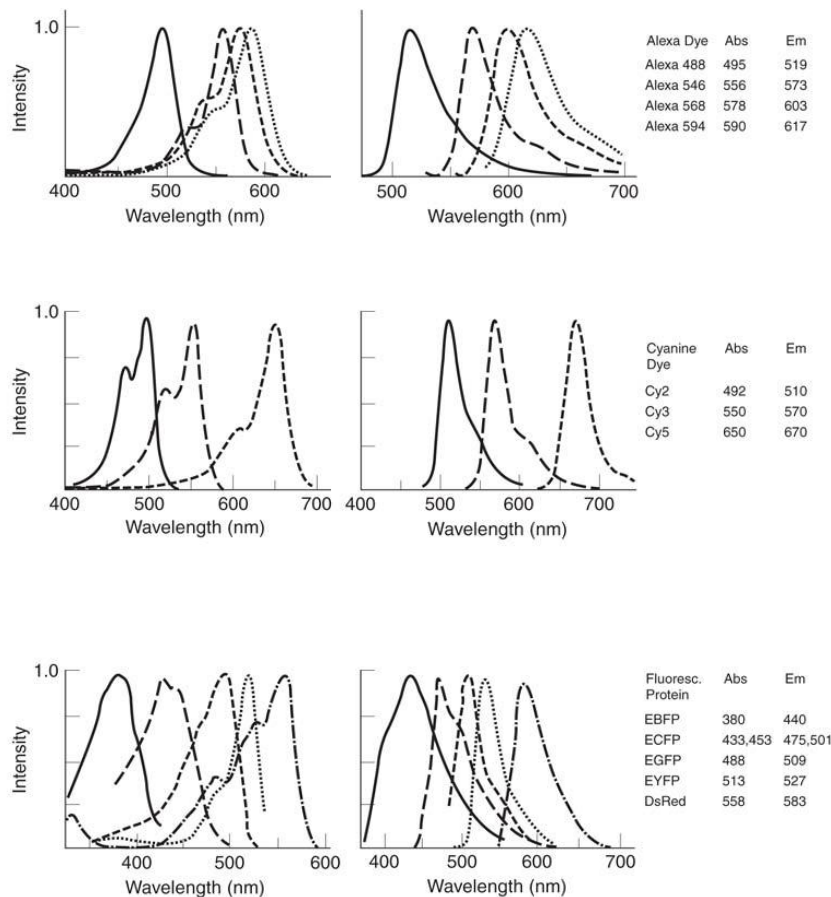 1.0
Intensity
400 500 600
Wavelength (nm)
500 600 700
Wavelength (nm)
Alexa Dye Abs Em
Alexa 488 495 519
Alexa 546 556 573
Alexa 568 578 603
Alexa 594 590 617
1.0
Intensity
400 500 600 700
Wavelength (nm)
400 500 600 700
Wavelength (nm)
Cyanine Abs Em
Dye
Cy2 492 510
Cy3 550 570
Cy5 650 670
1.0
Intensity
400 500 600
Wavelength (nm)
400 500 600 700
Wavelength (nm)
Fluoresc. Abs Em
Protein
EBFP 380 440
ECFP 433,453 475,501
EGFP 488 509
EYFP 513 527
DsRed 558 583